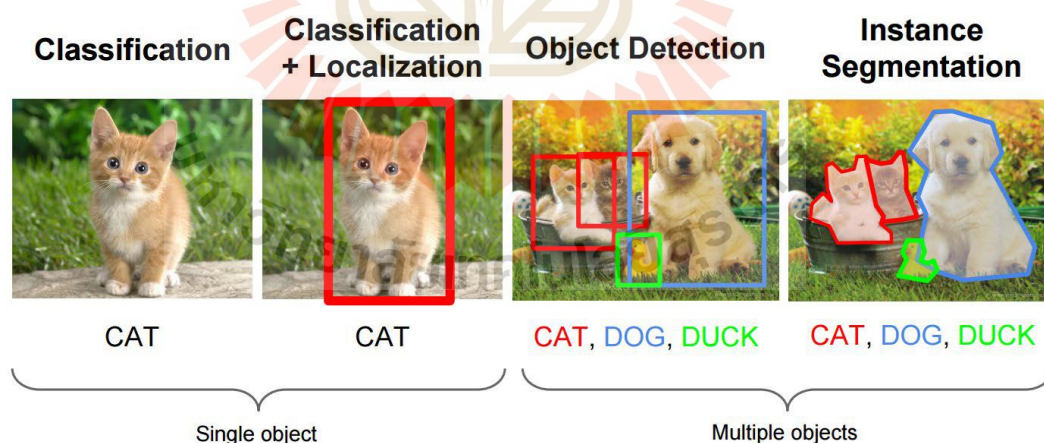 Classification
Classification
+ Localization
Object Detection
Instance
Segmentation
CAT
CAT
CAT, DOG, DUCK
CAT, DOG, DUCK
Single object
Multiple objects